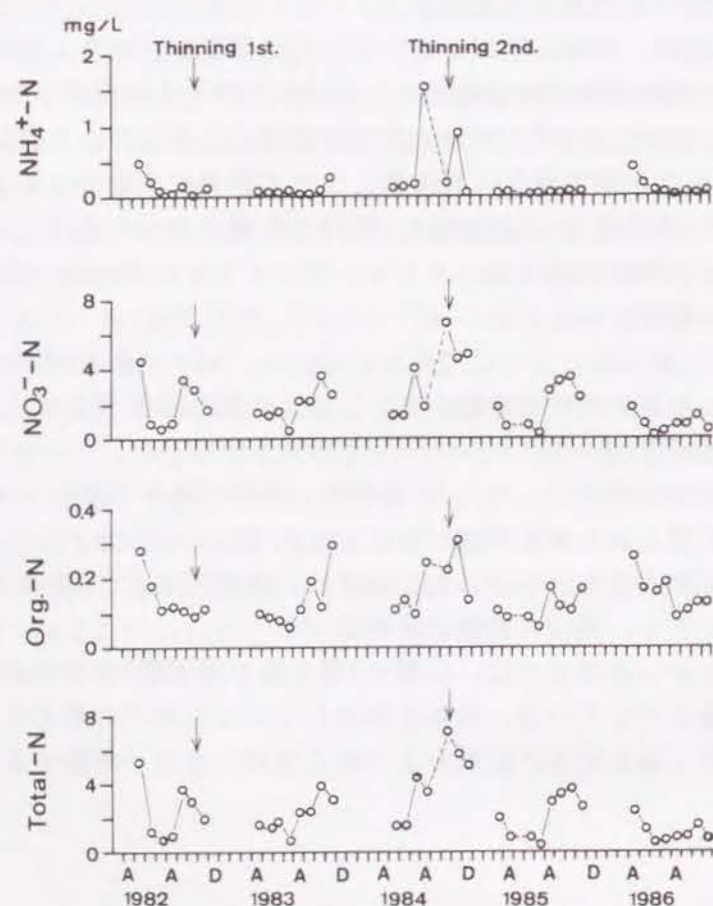 mg/L
Thinning 1st. Thinning 2nd.
NH₄⁺-N
2
1
0
NO₃⁻-N
8
4
0
Org.-N
0.4
0.2
0
Total-N
8
4
0
A A D A A D A A D A A D A A
1982 1983 1984 1985 1986